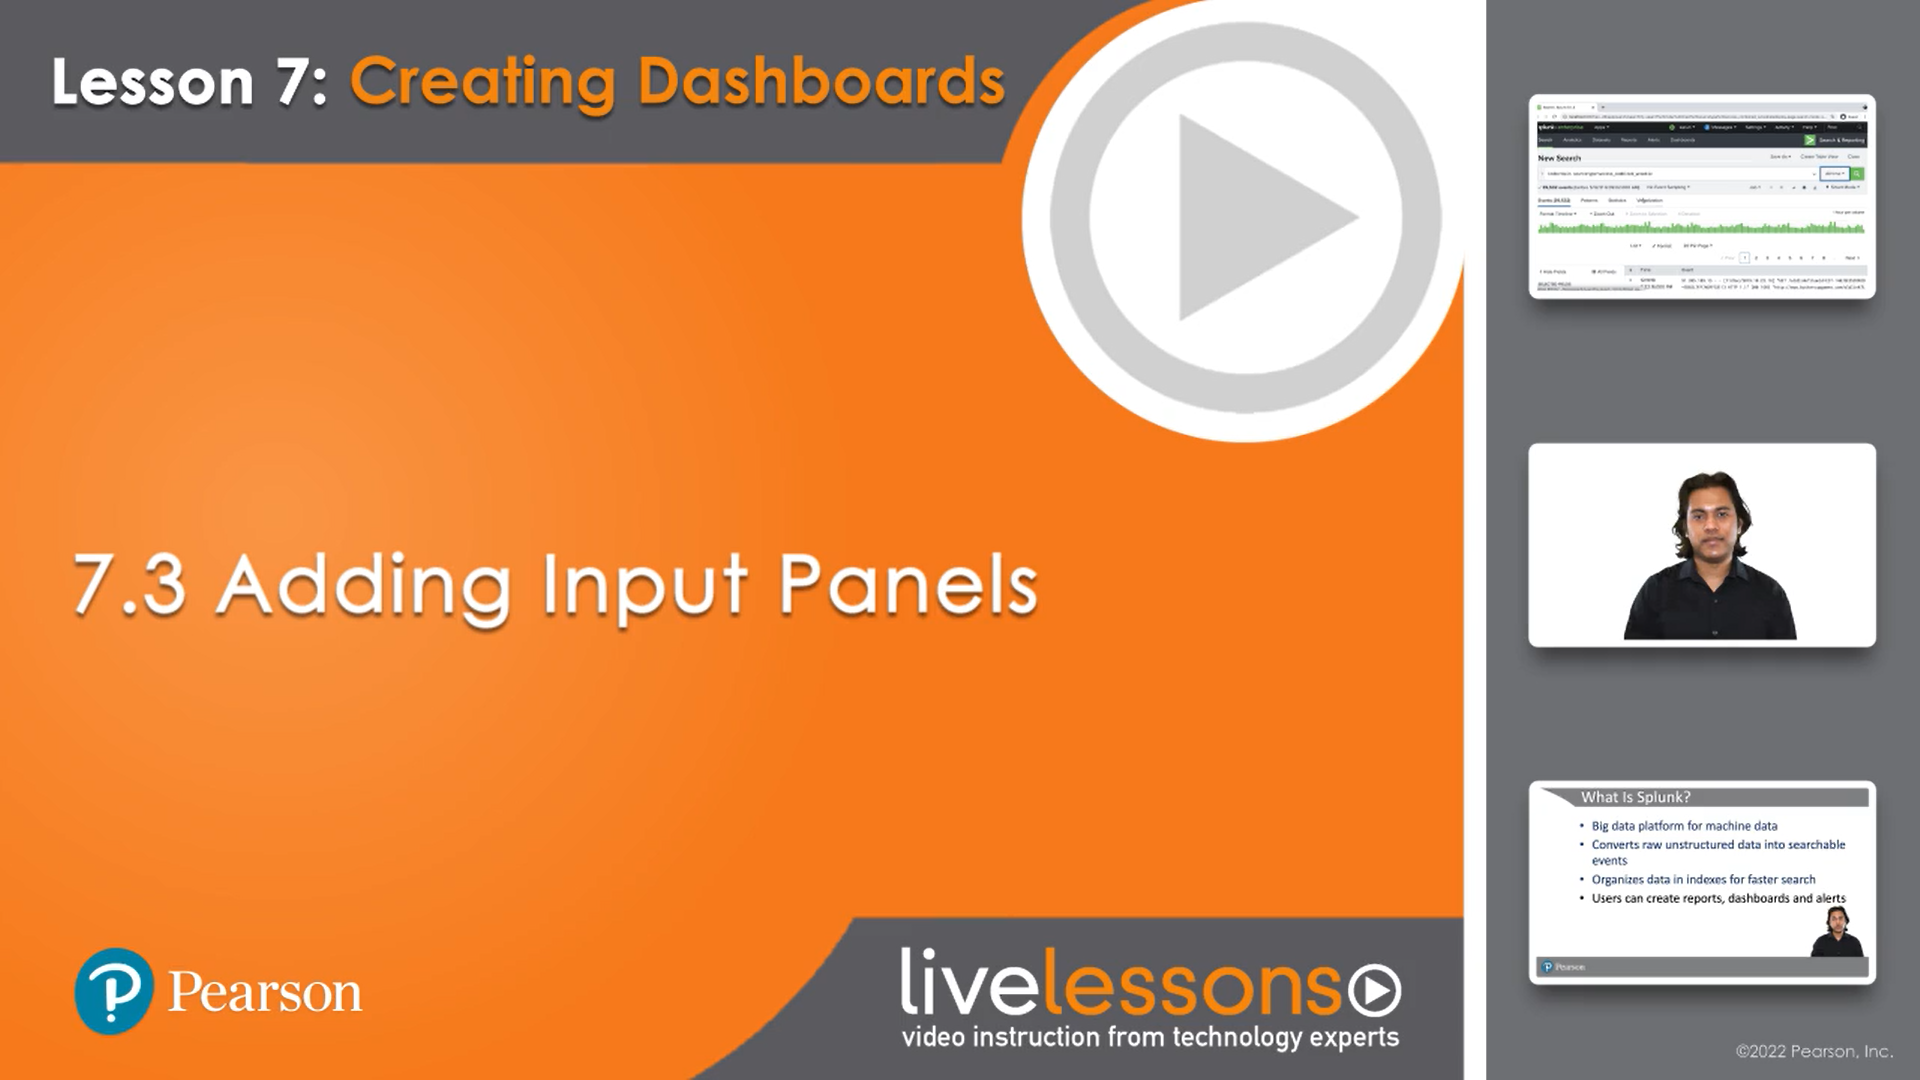 Lesson 7: Creating Dashboards
7.3 Adding Input Panels
Pearson
livelessons
video instruction from technology experts
New Search
What Is Splunk?
• Big data platform for machine data
• Converts raw unstructured data into searchable
events
• Organizes data in indexes for faster search
• Users can create reports, dashboards and alerts
Pearson
©2022 Pearson, Inc.